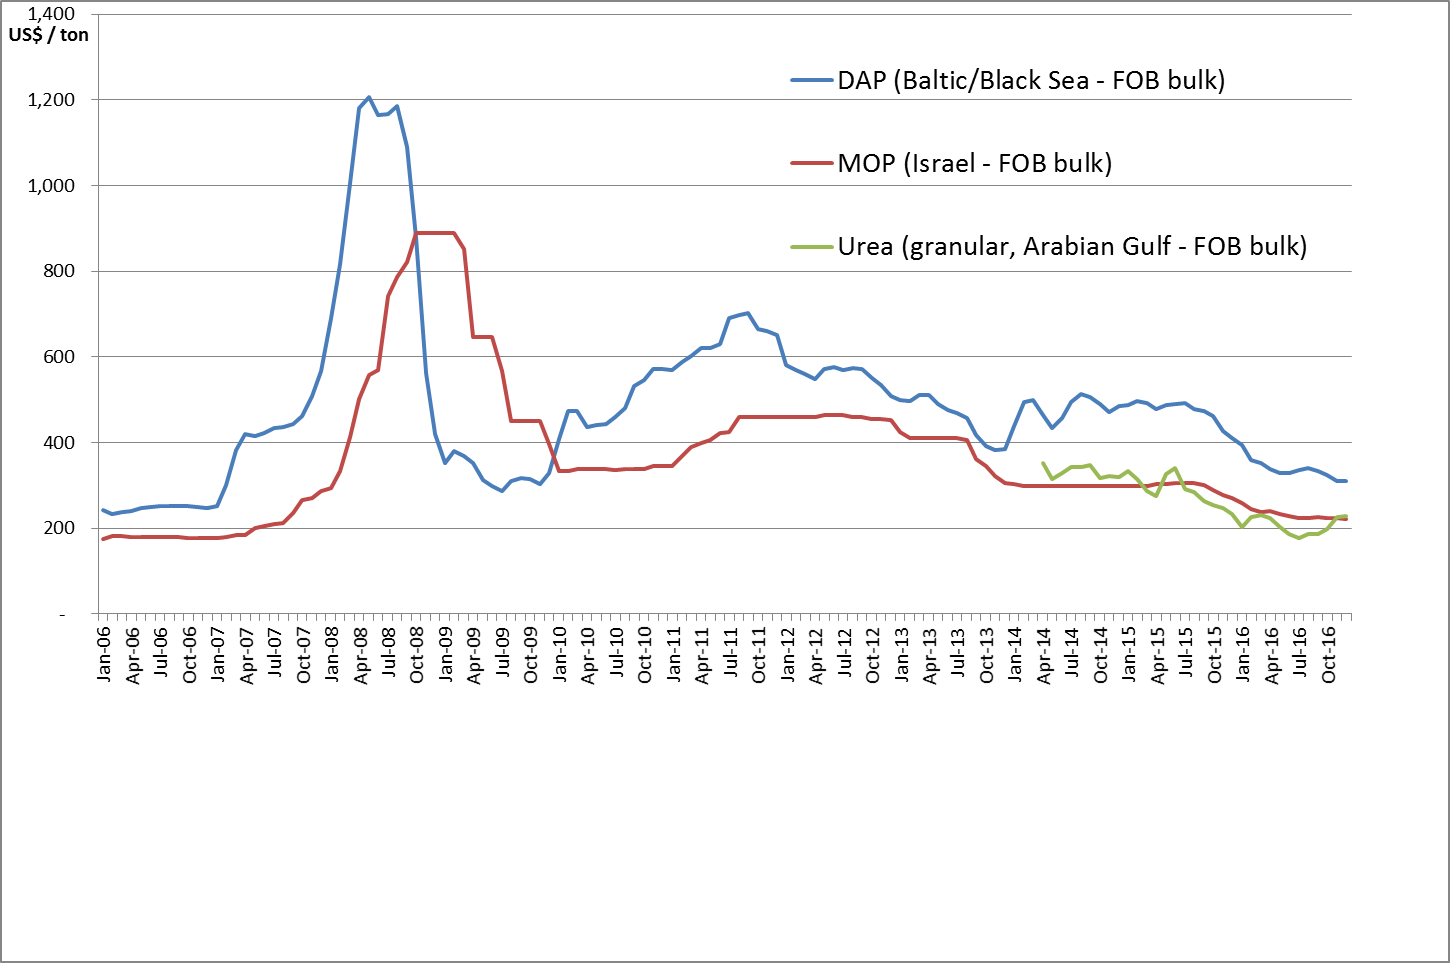 1,400
US$ / ton
1,200
1,000
800
600
400
200
-
DAP (Baltic/Black Sea - FOB bulk)
MOP (Israel - FOB bulk)
Urea (granular, Arabian Gulf - FOB bulk)
Jan-06
Apr-06
Jul-06
Oct-06
Jan-07
Apr-07
Jul-07
Oct-07
Jan-08
Apr-08
Jul-08
Oct-08
Jan-09
Apr-09
Jul-09
Oct-09
Jan-10
Apr-10
Jul-10
Oct-10
Jan-11
Apr-11
Jul-11
Oct-11
Jan-12
Apr-12
Jul-12
Oct-12
Jan-13
Apr-13
Jul-13
Oct-13
Jan-14
Apr-14
Jul-14
Oct-14
Jan-15
Apr-15
Jul-15
Oct-15
Jan-16
Apr-16
Jul-16
Oct-16